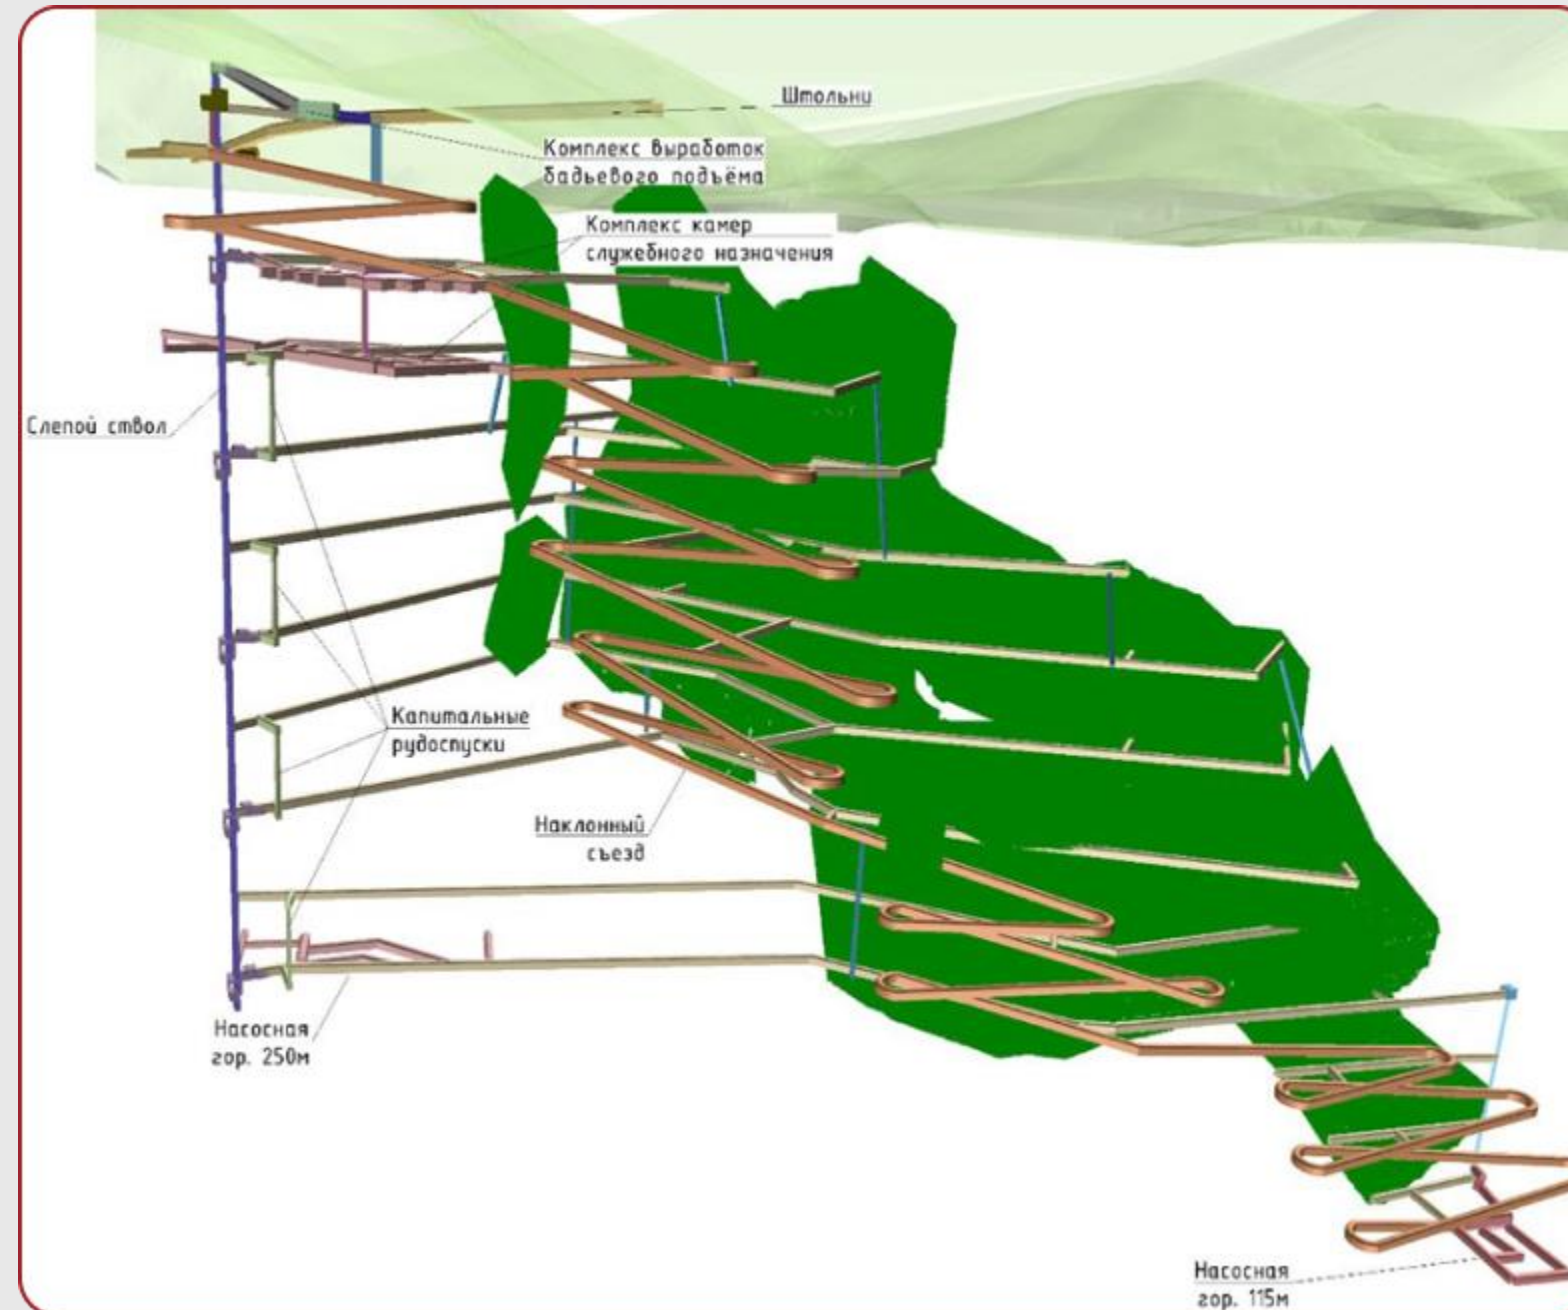 Штольни
Комплекс выработок
бадьевого подъёма
Комплекс камер
служебного назначения
Слепой ствол
Капитальные
рудоспуски
Наклонный
съезд
Насосная
гор. 250м
Насосная
гор. 115м